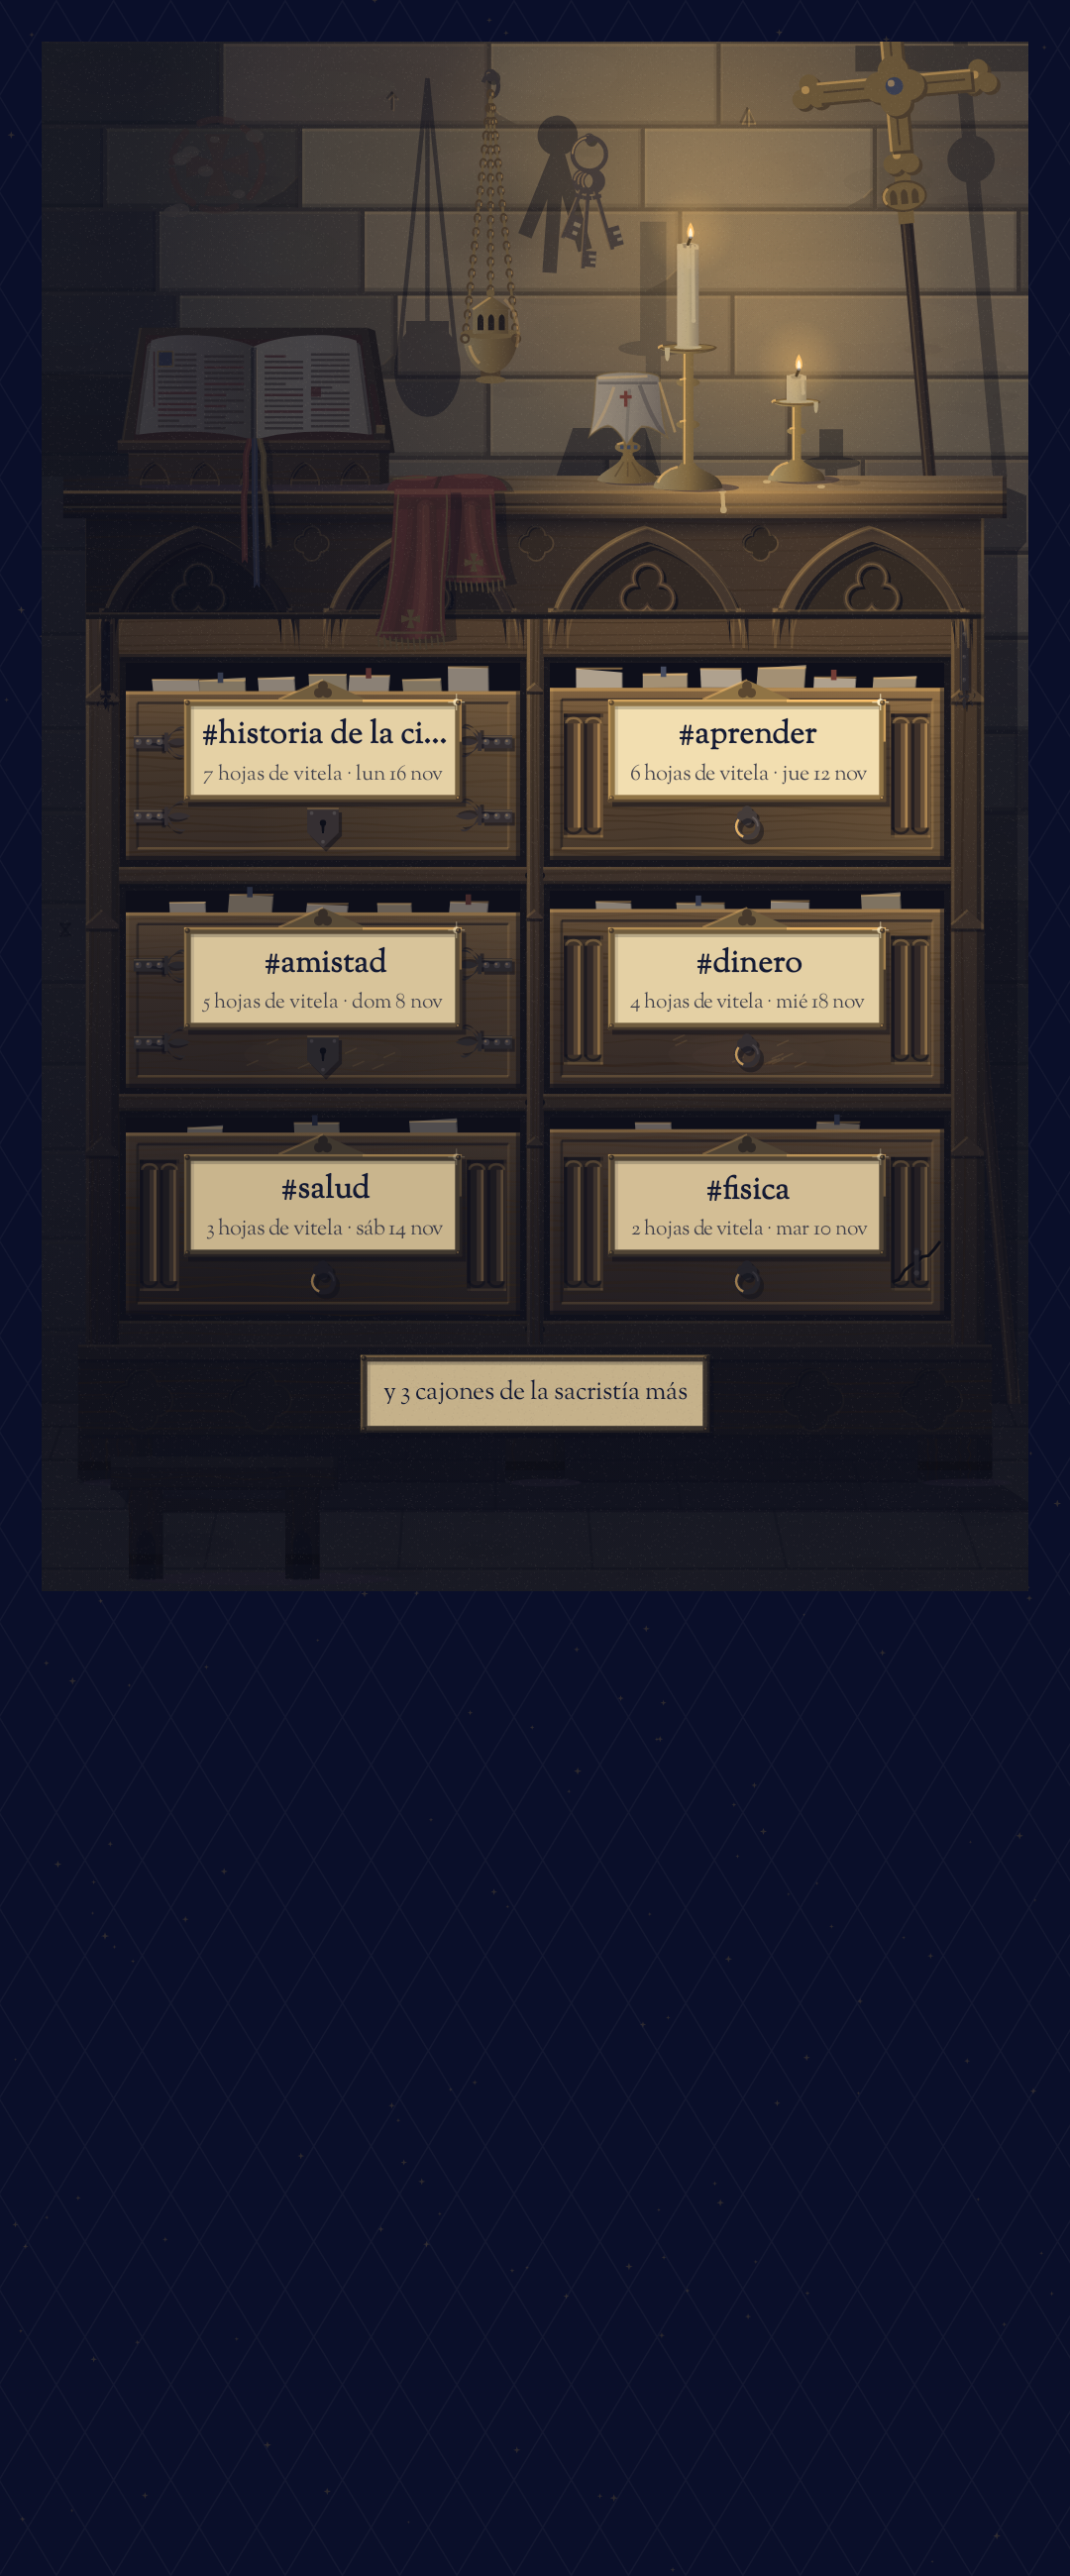 #historia de la ci...
7 hojas de vitela · lun 16 nov
#aprender
6 hojas de vitela · jue 12 nov
#amistad
5 hojas de vitela · dom 8 nov
#dinero
4 hojas de vitela · mié 18 nov
#salud
3 hojas de vitela · sáb 14 nov
#fisica
2 hojas de vitela · mar 10 nov
y 3 cajones de la sacristía más